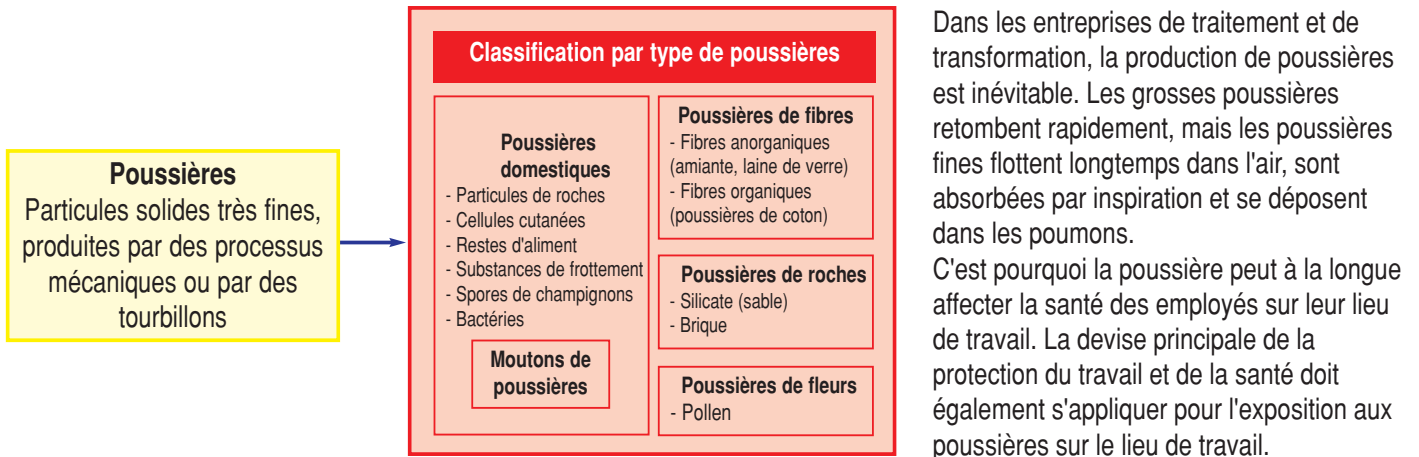 Poussières
Particules solides très fines,
produites par des processus
mécaniques ou par des
tourbillons
Classification par type de poussières
Poussières
domestiques
- Particules de roches
- Cellules cutanées
- Restes d'aliment
- Substances de frottement
- Spores de champignons
- Bactéries
Moutons de
poussières
Poussières de fibres
- Fibres anorganiques
(amiante, laine de verre)
- Fibres organiques
(poussières de coton)
Poussières de roches
- Silicate (sable)
- Brique
Poussières de fleurs
- Pollen
Dans les entreprises de traitement et de
transformation, la production de poussières
est inévitable. Les grosses poussières
retombent rapidement, mais les poussières
fines flottent longtemps dans l'air, sont
absorbées par inspiration et se déposent
dans les poumons.
C'est pourquoi la poussière peut à la longue
affecter la santé des employés sur leur lieu
de travail. La devise principale de la
protection du travail et de la santé doit
également s'appliquer pour l'exposition aux
poussières sur le lieu de travail.